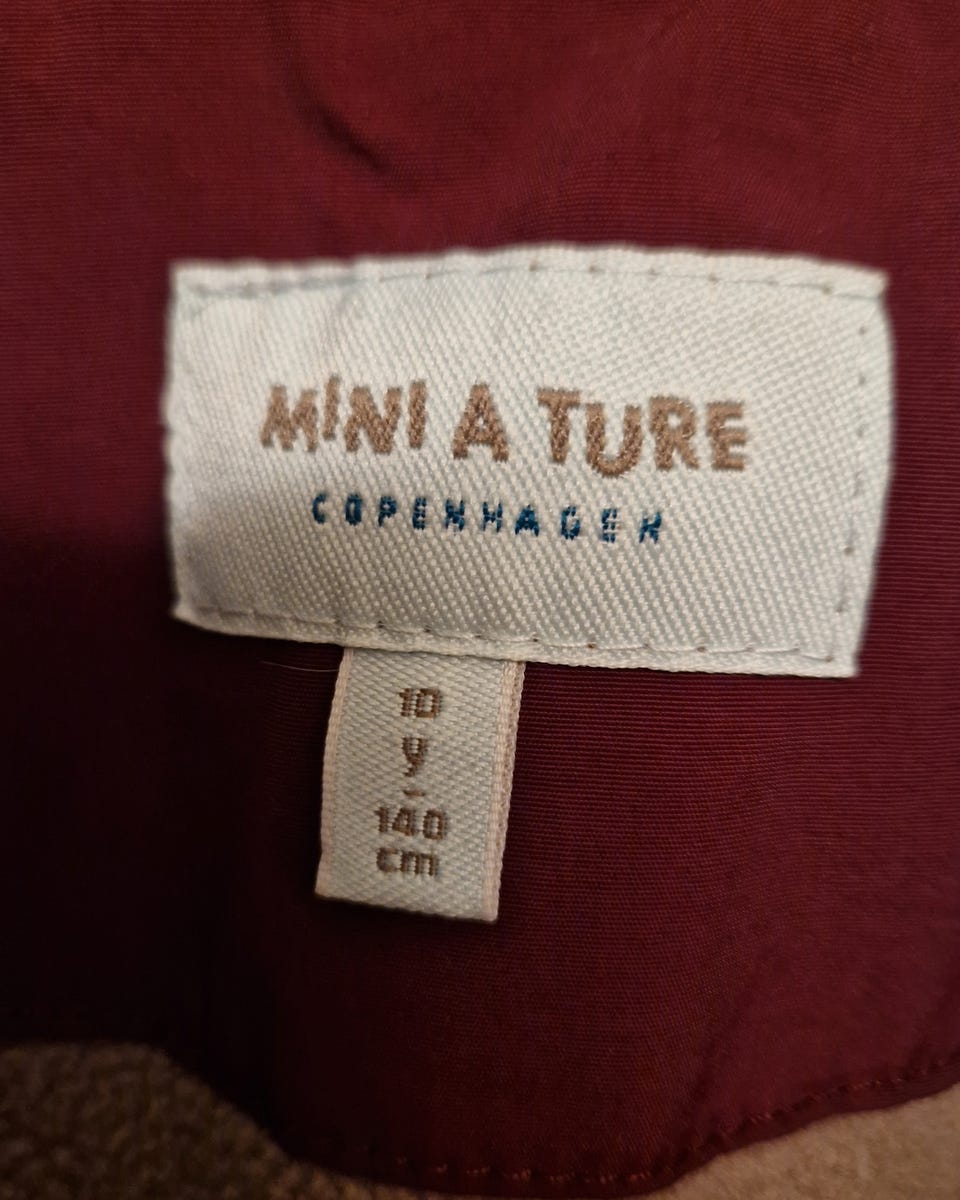 MINI A TURE
COPENHAGEN
10
y
-
140
cm